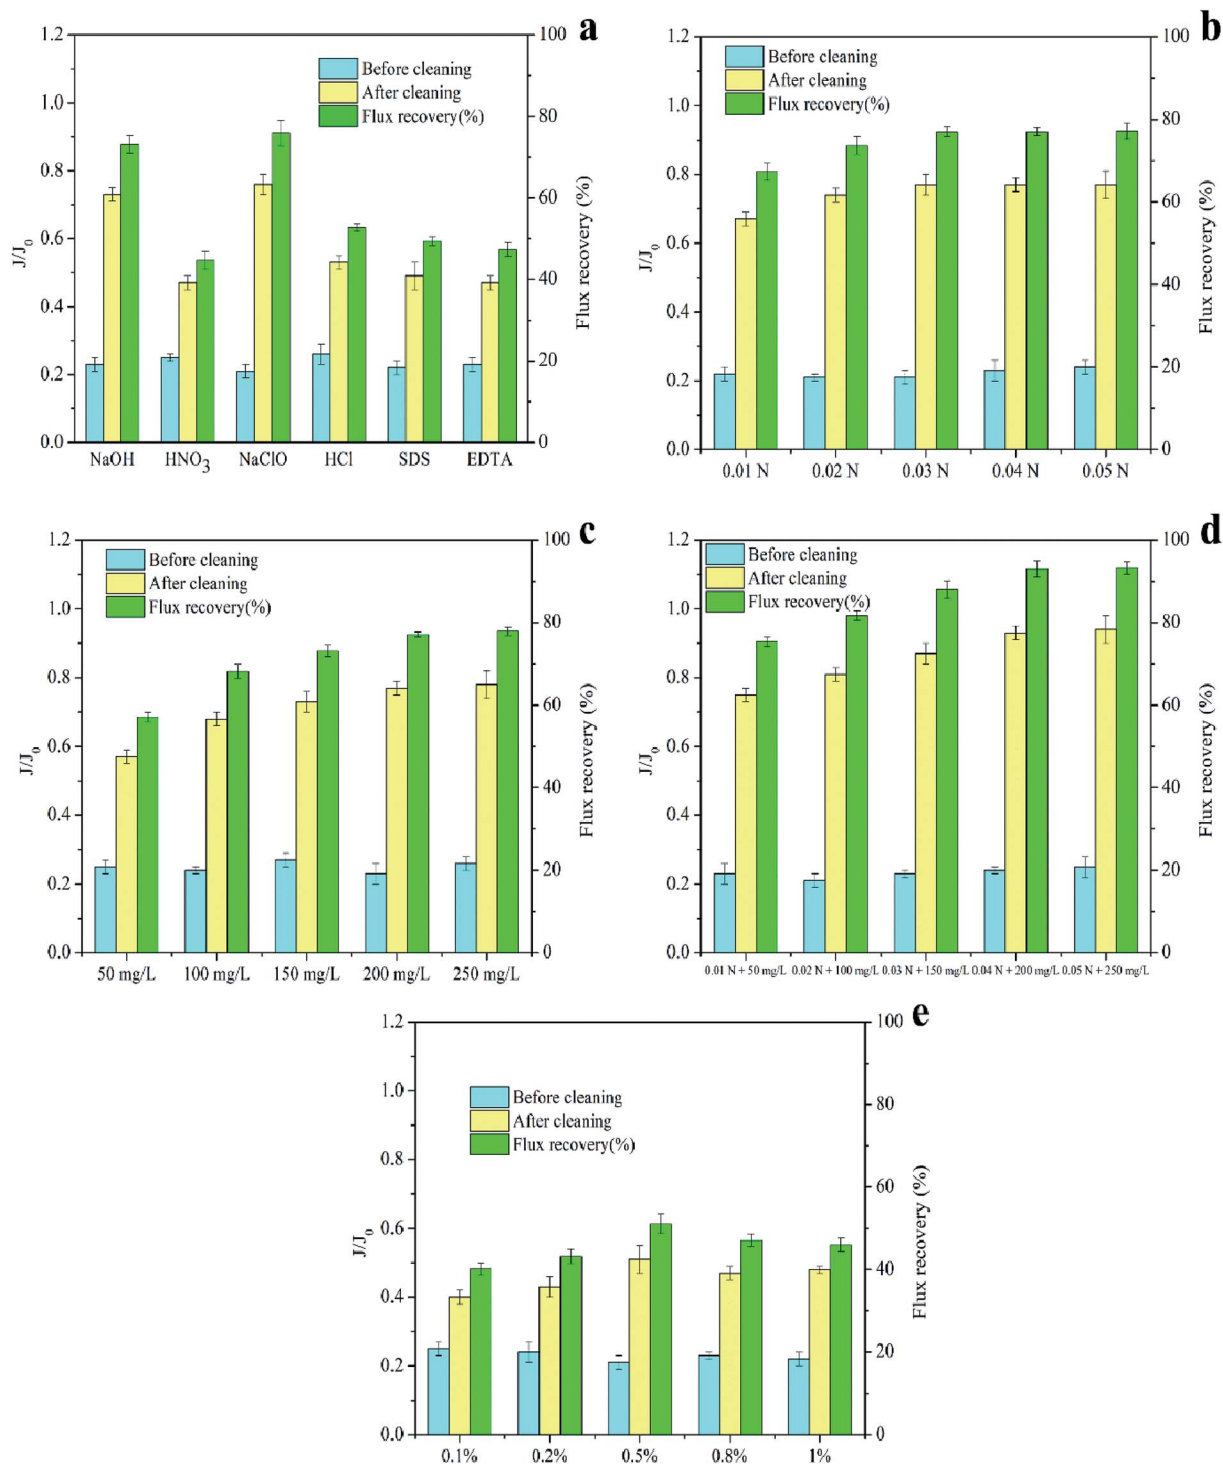 a
1.2
1.0
0.8
0.6
0.4
0.2
0.0
J/J₀
Before cleaning
After cleaning
Flux recovery(%)
100
80
60
40
20
0
Flux recovery (%)
NaOH HNO₃ NaClO HCl SDS EDTA
b
1.2
1.0
0.8
0.6
0.4
0.2
0.0
J/J₀
Before cleaning
After cleaning
Flux recovery(%)
100
80
60
40
20
0
Flux recovery (%)
0.01 N 0.02 N 0.03 N 0.04 N 0.05 N
c
1.2
1.0
0.8
0.6
0.4
0.2
0.0
J/J₀
Before cleaning
After cleaning
Flux recovery(%)
100
80
60
40
20
0
Flux recovery (%)
50 mg/L 100 mg/L 150 mg/L 200 mg/L 250 mg/L
d
1.2
1.0
0.8
0.6
0.4
0.2
0.0
J/J₀
Before cleaning
After cleaning
Flux recovery(%)
100
80
60
40
20
0
Flux recovery (%)
0.01 N + 50 mg/L 0.02 N + 100 mg/L 0.03 N + 150 mg/L 0.04 N + 200 mg/L 0.05 N + 250 mg/L
e
1.2
1.0
0.8
0.6
0.4
0.2
0.0
J/J₀
Before cleaning
After cleaning
Flux recovery(%)
100
80
60
40
20
0
Flux recovery (%)
0.1% 0.2% 0.5% 0.8% 1%